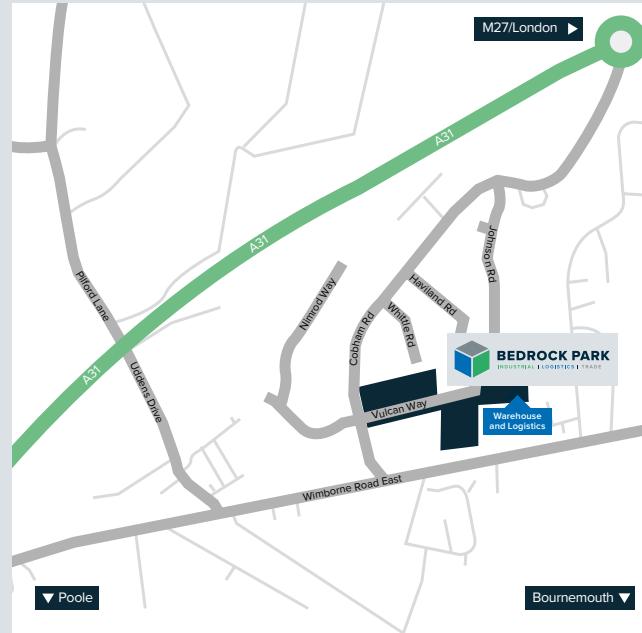 M27/London
A31
Johnson Rd
A31
Pilford Lane
Nimrod Way
Haviland Rd
Whittle Rd
Cobham Rd
BEDROCK PARK
INDUSTRIAL | LOGISTICS | TRADE
A31
Uddens Drive
Vulcan Way
Warehouse
and Logistics
Wimborne Road East
Poole
Bournemouth